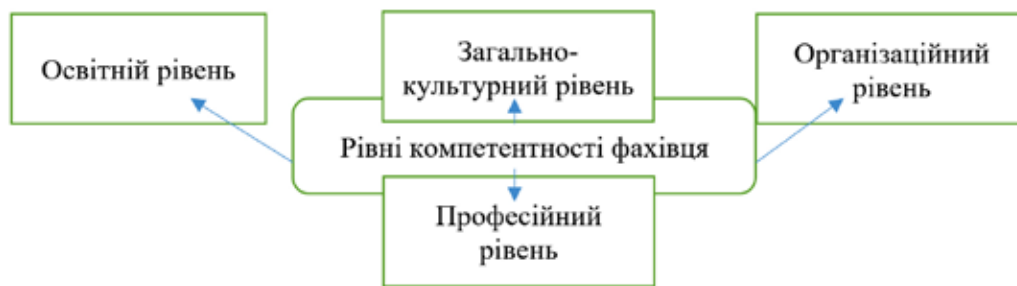 Освітній рівень
Загально-
культурний рівень
Організаційний
рівень
Рівні компетентності фахівця
Професійний
рівень